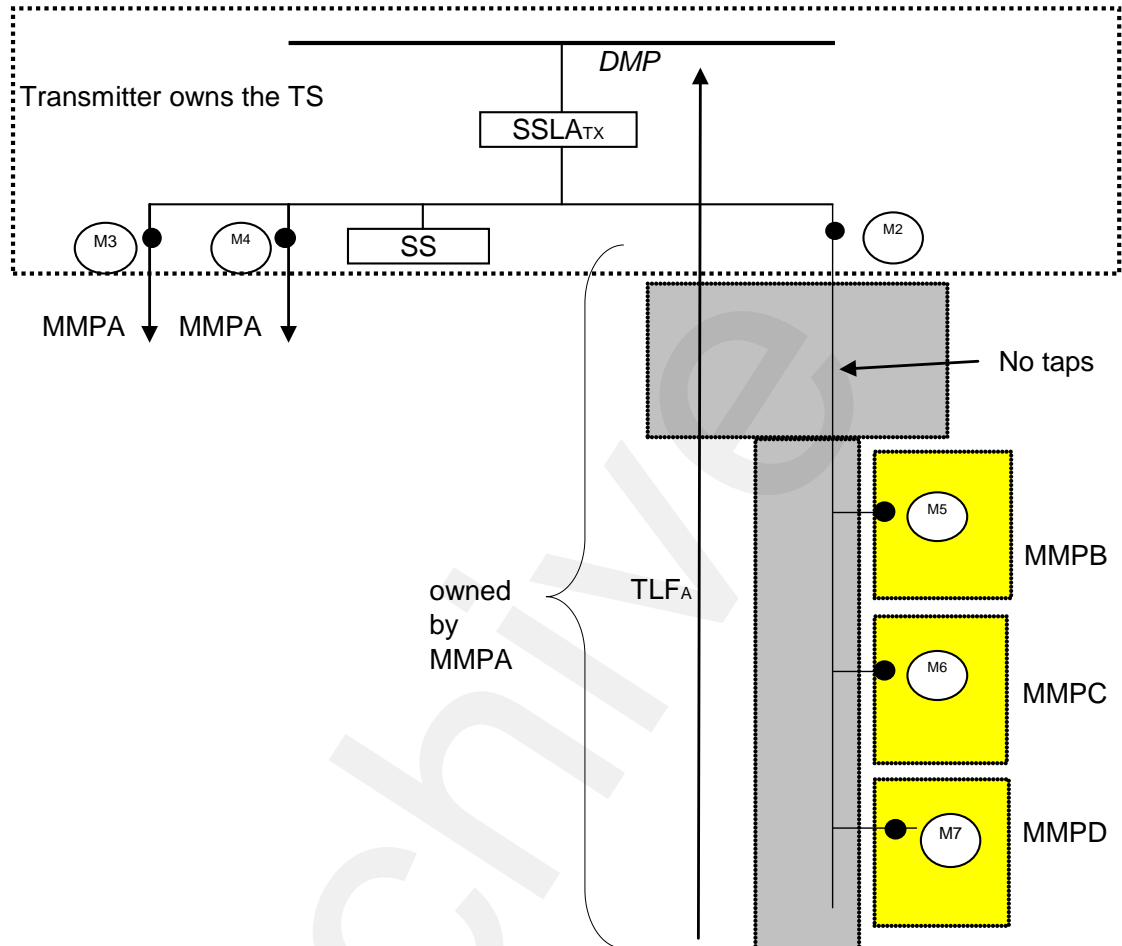 DMP
Transmitter owns the TS
SSLATX
M3
M4
SS
M2
MMPA
MMPA
No taps
M5
MMPB
owned
by
MMPA
TLFA
M6
MMPC
M7
MMPD
chive